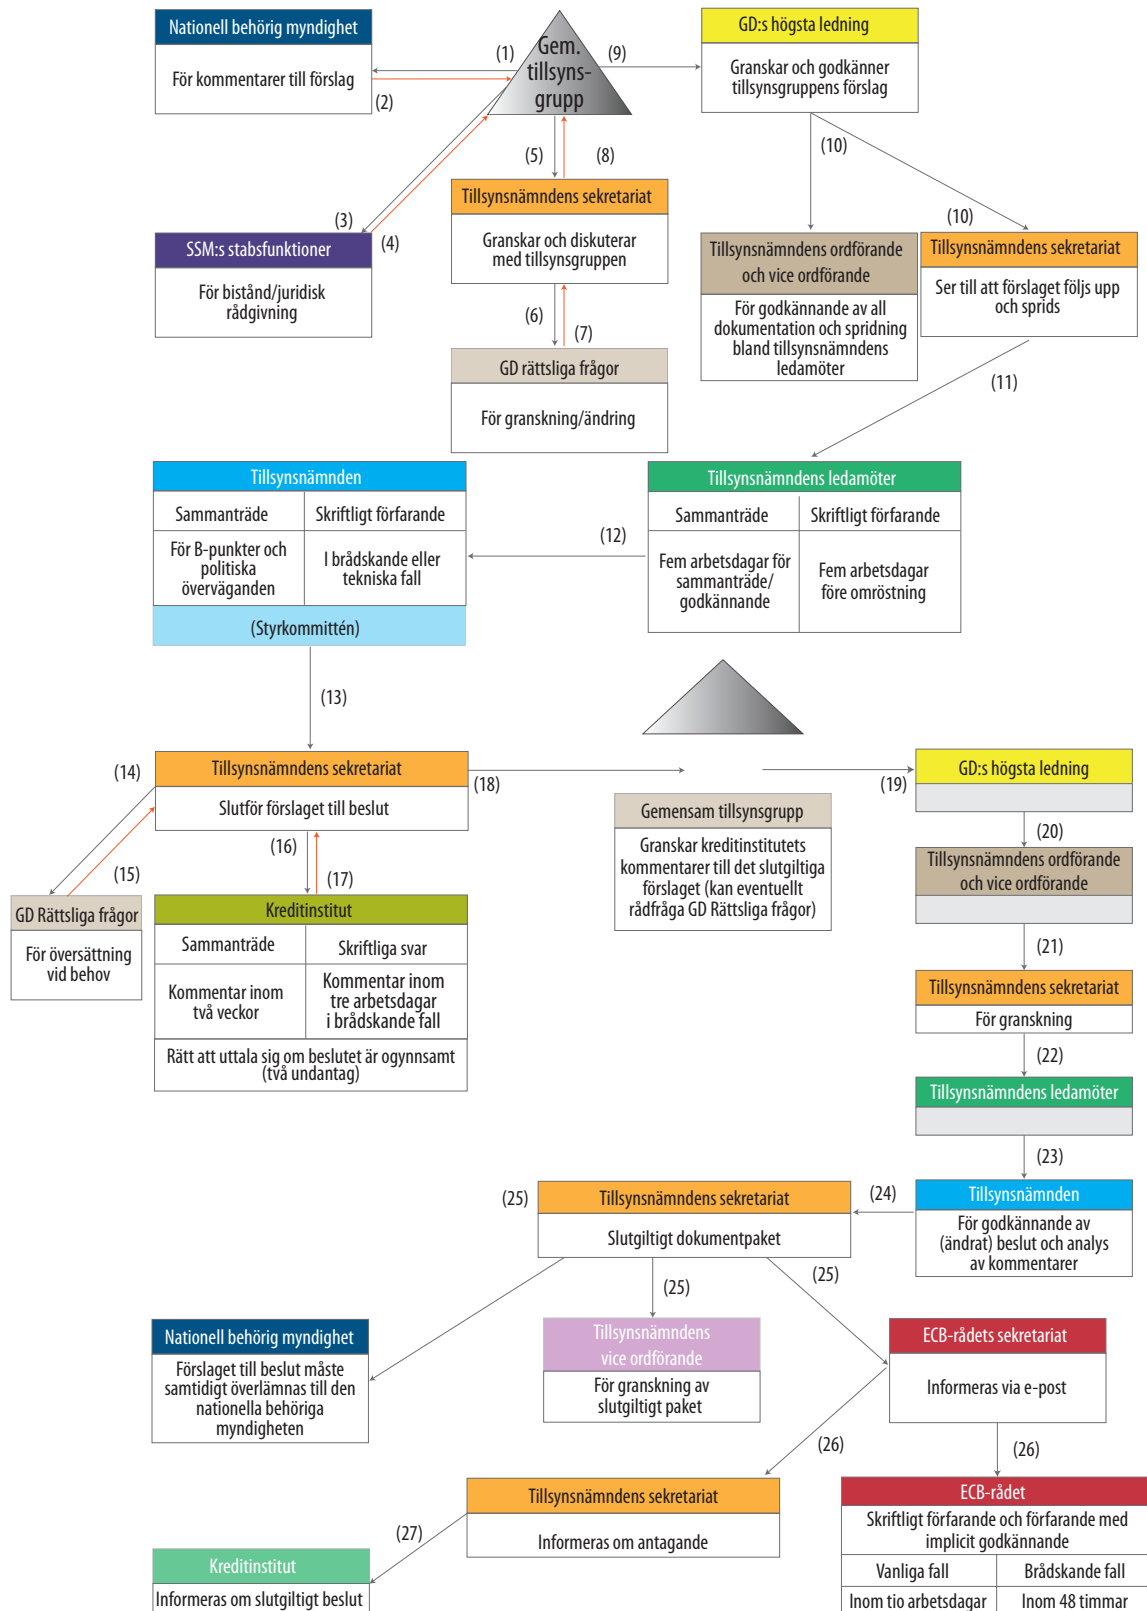 Nationell behörig myndighet
För kommentarer till förslag
(1)
(2)
Gem.
tillsyns-
grupp
(9)
GD:s högsta ledning
Granskar och godkänner
tillsynsgruppens förslag
(3)
(4)
(5)
(8)
(10)
(10)
SSM:s stabsfunktioner
För bistånd/juridisk
rådgivning
Tillsynsnämndens sekretariat
Granskar och diskuterar
med tillsynsgruppen
(6)
(7)
GD rättsliga frågor
För granskning/ändring
Tillsynsnämndens ordförande
och vice ordförande
För godkännande av all
dokumentation och spridning
bland tillsynsnämndens
ledamöter
Tillsynsnämndens sekretariat
Ser till att förslaget följs upp
och sprids
(11)
Tillsynsnämnden
Sammanträde
Skriftligt förfarande
För B-punkter och
politiska
överväganden
I brådskande eller
tekniska fall
(Styrkommittén)
(12)
Tillsynsnämndens ledamöter
Sammanträde
Skriftligt förfarande
Fem arbetsdagar för
sammanträde/
godkännande
Fem arbetsdagar
före omröstning
(13)
(14)
Tillsynsnämndens sekretariat
Slutför förslaget till beslut
(18)
(15)
(16)
(17)
GD Rättsliga frågor
För översättning
vid behov
Kreditinstitut
Sammanträde
Skriftliga svar
Kommentar inom
två veckor
Kommentar inom
tre arbetsdagar
i brådskande fall
Rätt att uttala sig om beslutet är ogynnsamt
(två undantag)
Gemensam tillsynsgrupp
Granskar kreditinstitutets
kommentarer till det slutgiltiga
förslaget (kan eventuellt
rådfråga GD Rättsliga frågor)
(19)
GD:s högsta ledning
(20)
Tillsynsnämndens ordförande
och vice ordförande
(21)
Tillsynsnämndens sekretariat
För granskning
(22)
Tillsynsnämndens ledamöter
(23)
Tillsynsnämnden
För godkännande av
(ändrat) beslut och analys
av kommentarer
(24)
(25)
Tillsynsnämndens sekretariat
Slutgiltigt dokumentpaket
(25)
(25)
Nationell behörig myndighet
Förslaget till beslut måste
samtidigt överlämnas till den
nationella behöriga
myndigheten
Tillsynsnämndens
vice ordförande
För granskning av
slutgiltigt paket
ECB-rådets sekretariat
Informeras via e-post
(26)
(26)
Tillsynsnämndens sekretariat
Informeras om antagande
(27)
Kreditinstitut
Informeras om slutgiltigt beslut
ECB-rådet
Skriftligt förfarande och förfarande med
implicit godkännande
Vanliga fall
Brådskande fall
Inom tio arbetsdagar
Inom 48 timmar